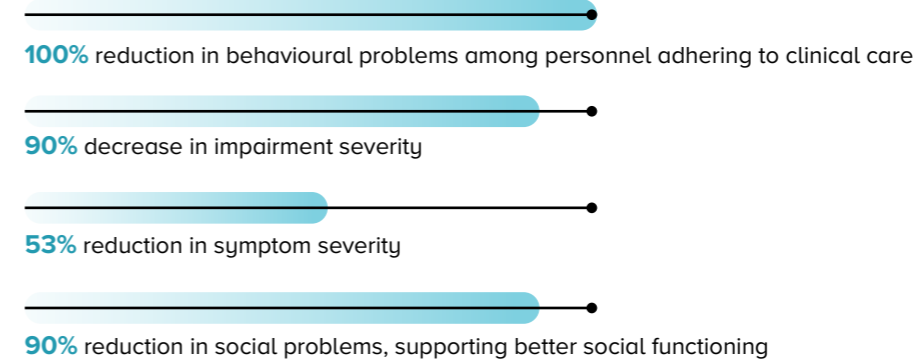 100% reduction in behavioural problems among personnel adhering to clinical care
90% decrease in impairment severity
53% reduction in symptom severity
90% reduction in social problems, supporting better social functioning